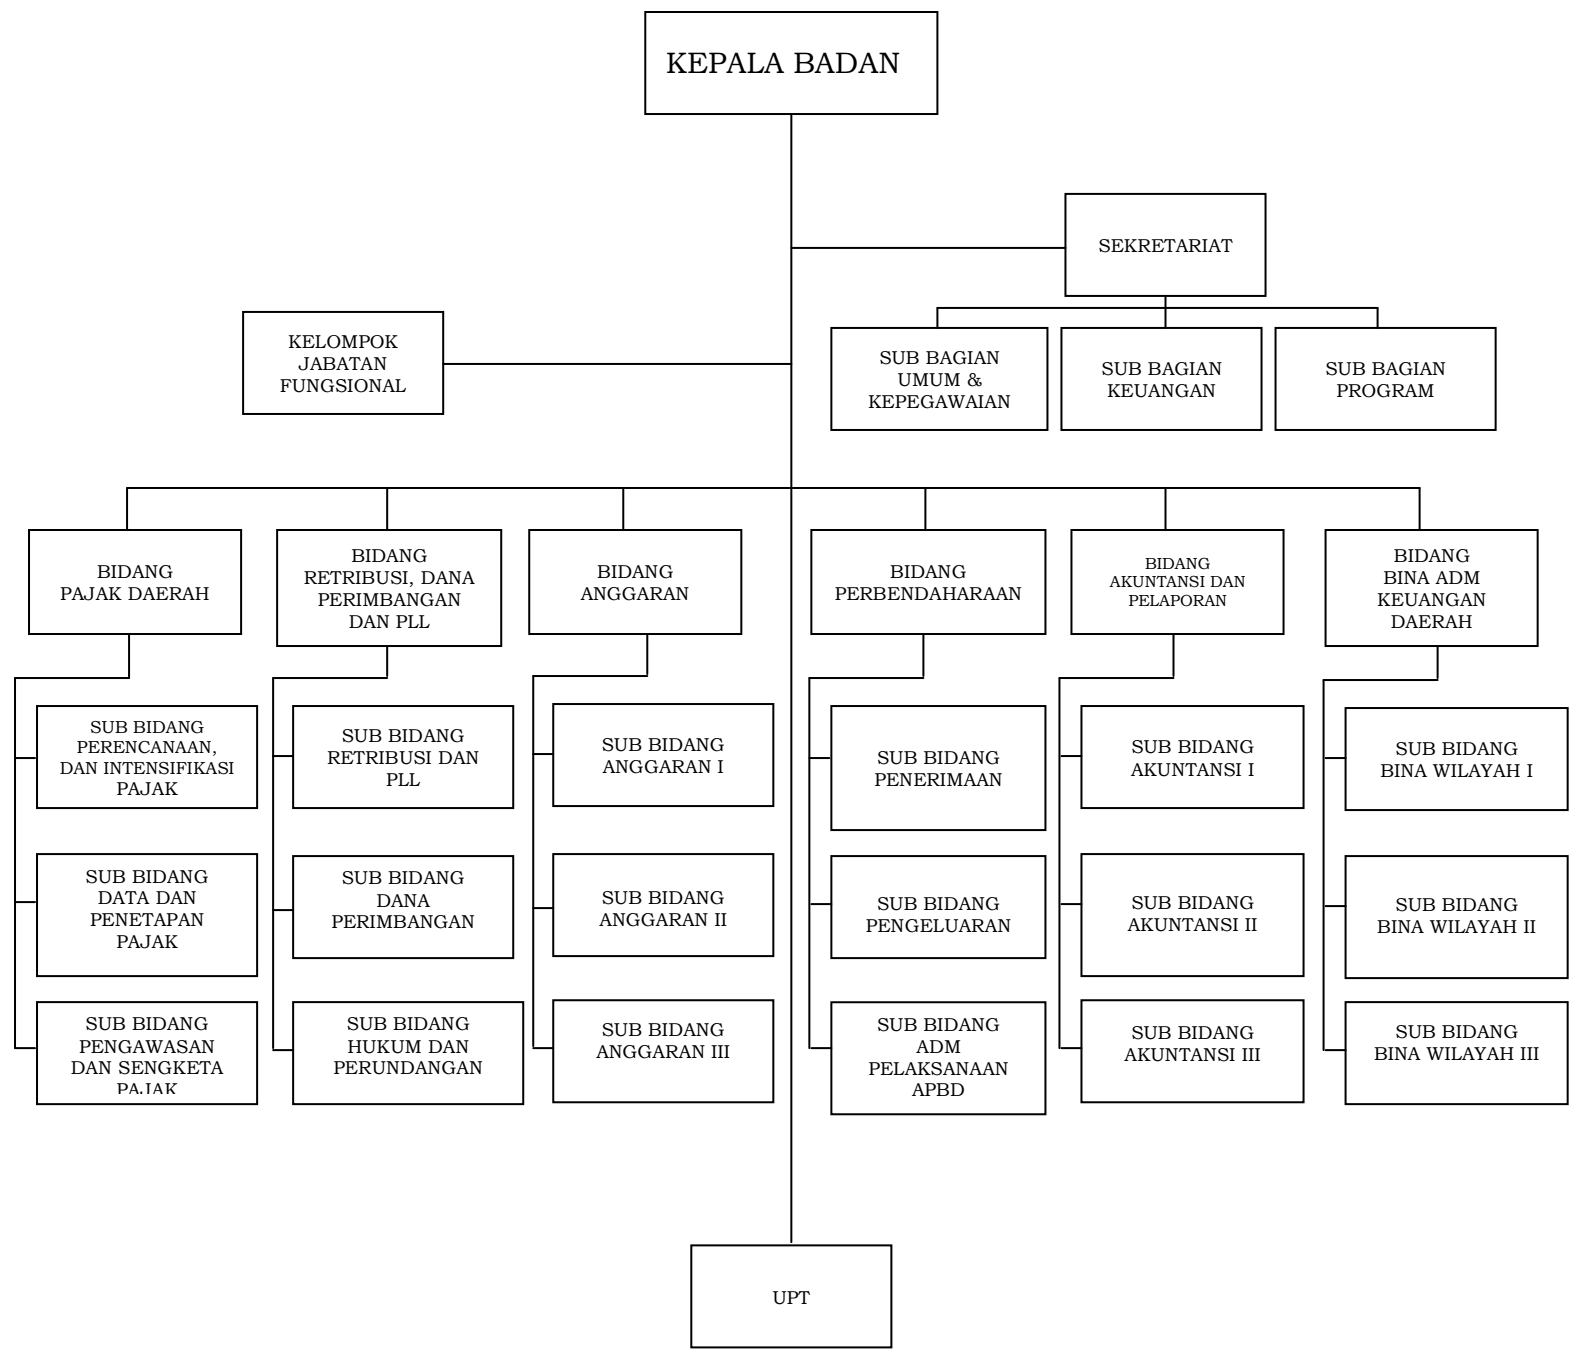 KEPALA BADAN
SEKRETARIAT
KELOMPOK
JABATAN
FUNGSIONAL
SUB BAGIAN
UMUM &
KEPEGAWAIAN
SUB BAGIAN
KEUANGAN
SUB BAGIAN
PROGRAM
BIDANG
PAJAK DAERAH
BIDANG
RETRIBUSI, DANA
PERIMBANGAN
DAN PLL
BIDANG
ANGGARAN
BIDANG
PERBENDAHARAAN
BIDANG
AKUNTANSI DAN
PELAPORAN
BIDANG
BINA ADM
KEUANGAN
DAERAH
SUB BIDANG
PERENCANAAN,
DAN INTENSIFIKASI
PAJAK
SUB BIDANG
RETRIBUSI DAN
PLL
SUB BIDANG
ANGGARAN I
SUB BIDANG
PENERIMAAN
SUB BIDANG
AKUNTANSI I
SUB BIDANG
BINA WILAYAH I
SUB BIDANG
DATA DAN
PENETAPAN
PAJAK
SUB BIDANG
DANA
PERIMBANGAN
SUB BIDANG
ANGGARAN II
SUB BIDANG
PENGELUARAN
SUB BIDANG
AKUNTANSI II
SUB BIDANG
BINA WILAYAH II
SUB BIDANG
PENGAWASAN
DAN SENGKETA
PAJAK
SUB BIDANG
HUKUM DAN
PERUNDANGAN
SUB BIDANG
ANGGARAN III
SUB BIDANG
ADM
PELAKSANAAN
APBD
SUB BIDANG
AKUNTANSI III
SUB BIDANG
BINA WILAYAH III
UPT